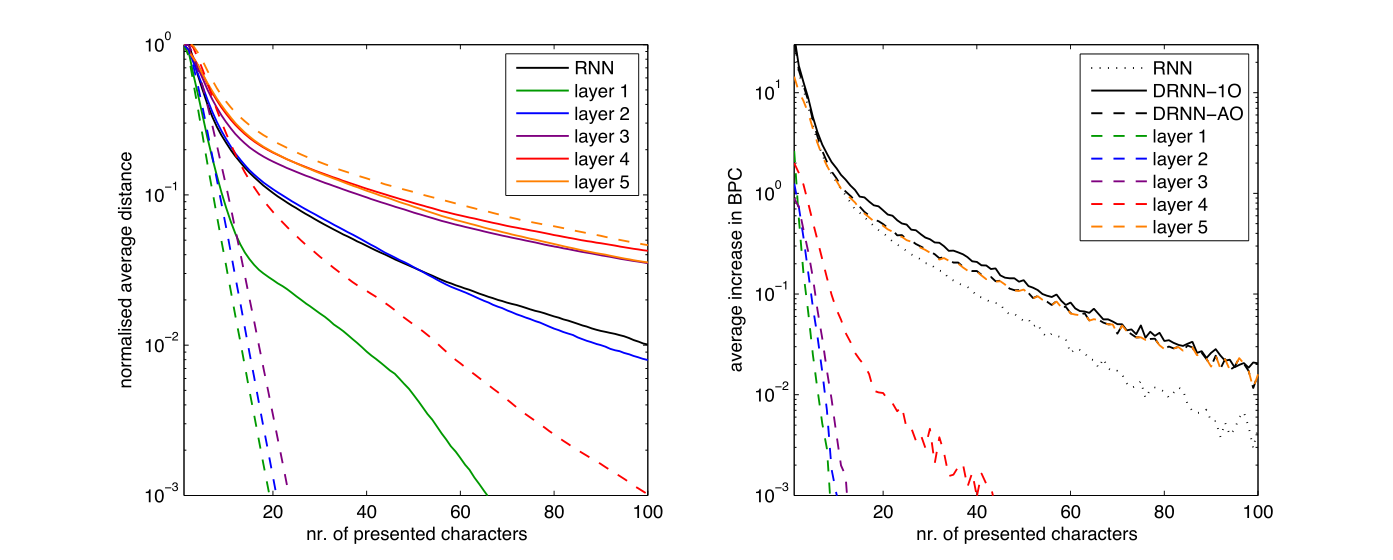 10^0
10^-1
10^-2
10^-3
20
40
60
80
100
nr. of presented characters
normalised average distance
RNN
layer 1
layer 2
layer 3
layer 4
layer 5
10^1
10^0
10^-1
10^-2
10^-3
20
40
60
80
100
nr. of presented characters
average increase in BPC
RNN
DRNN-1O
DRNN-AO
layer 1
layer 2
layer 3
layer 4
layer 5